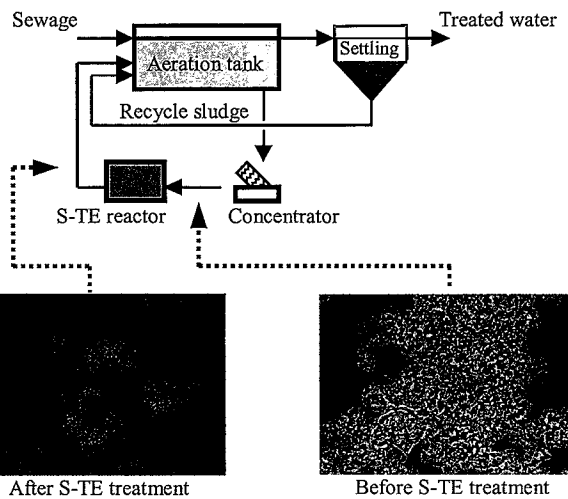 Sewage
Treated water
Settling
Aeration tank
Recycle sludge
S-TE reactor
Concentrator
After S-TE treatment
Before S-TE treatment